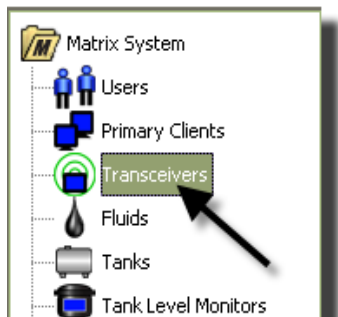 Matrix System
Users
Primary Clients
Transceivers
Fluids
Tanks
Tank Level Monitors